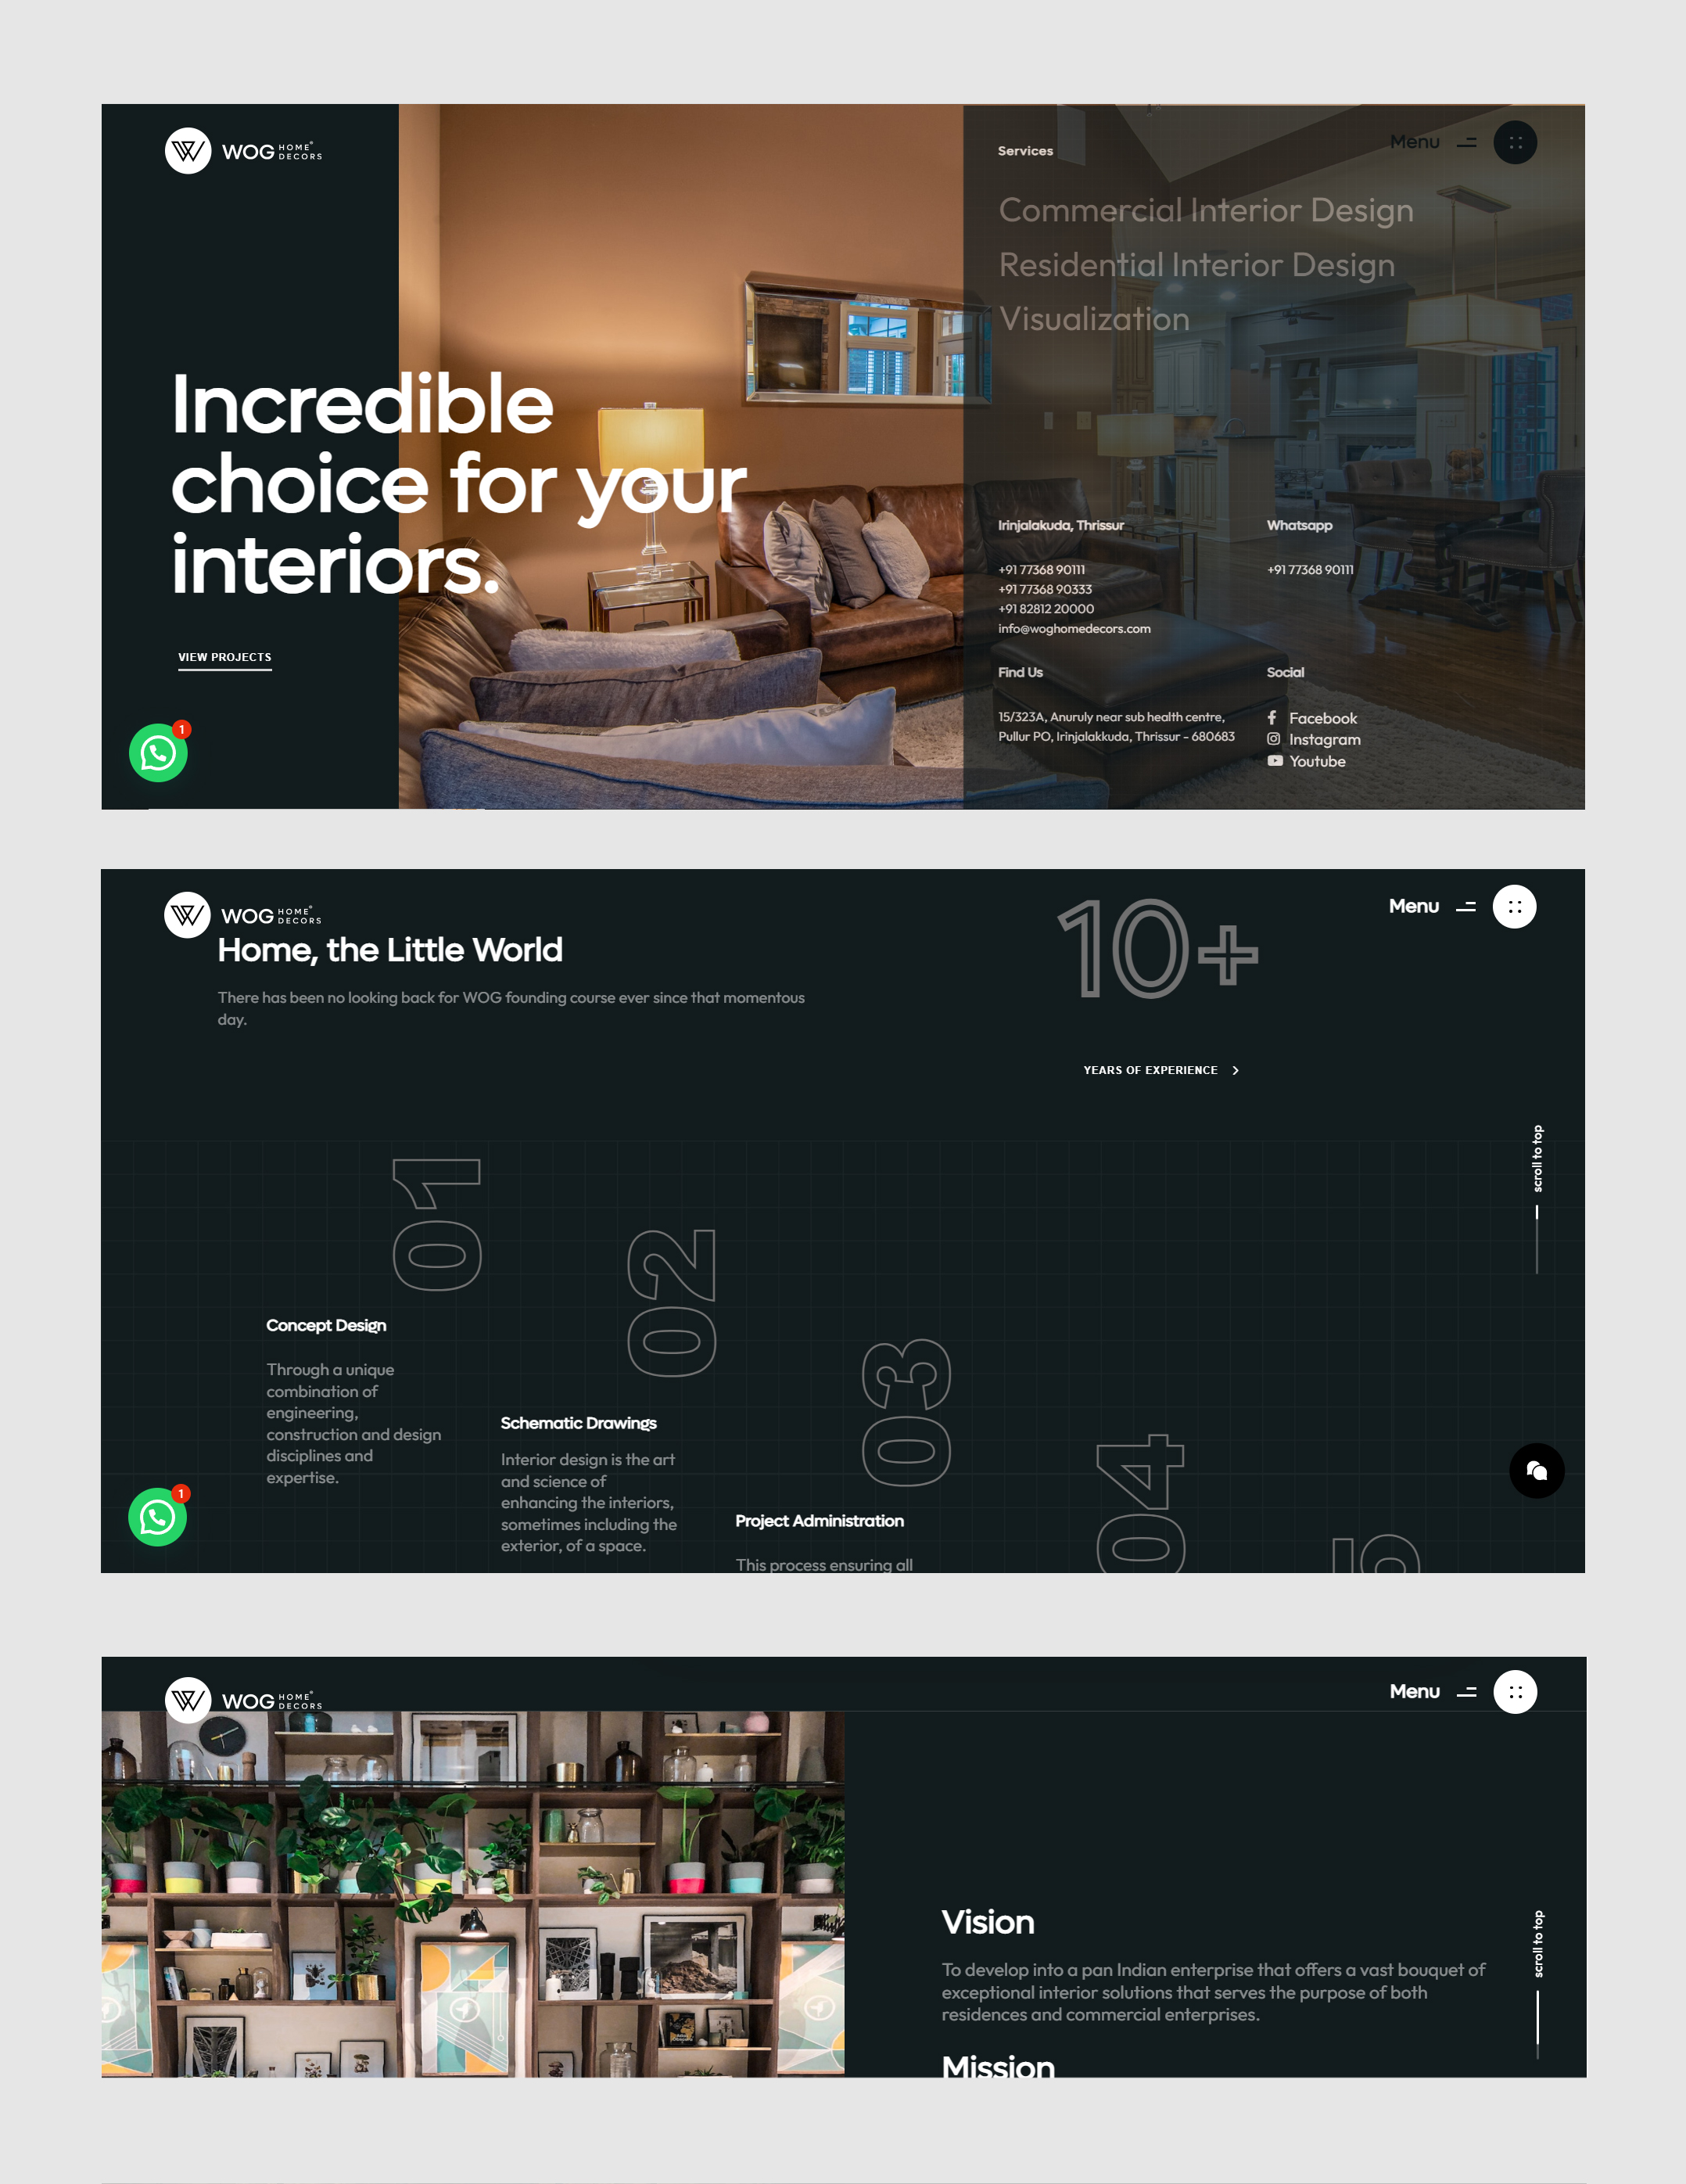 WOG HOME® DECORS
Services
Menu
Commercial Interior Design
Residential Interior Design
Visualization
Incredible
choice for your
interiors.
VIEW PROJECTS
1
Irinjalakuda, Thrissur
+91 77368 90111
+91 77368 90333
+91 82812 20000
info@woghomedecors.com
Whatsapp
+91 77368 90111
Find Us
15/323A, Anuruly near sub health centre,
Pullur PO, Irinjalakkuda, Thrissur - 680683
Social
Facebook
Instagram
Youtube
WOG HOME® DECORS
Menu
Home, the Little World
There has been no looking back for WOG founding course ever since that momentous
day.
10+
YEARS OF EXPERIENCE
scroll to top
01
Concept Design
Through a unique
combination of
engineering,
construction and design
disciplines and
expertise.
02
Schematic Drawings
Interior design is the art
and science of
enhancing the interiors,
sometimes including the
exterior, of a space.
03
Project Administration
This process ensuring all
04
5
1
WOG HOME® DECORS
Menu
Vision
To develop into a pan Indian enterprise that offers a vast bouquet of
exceptional interior solutions that serves the purpose of both
residences and commercial enterprises.
Mission
scroll to top